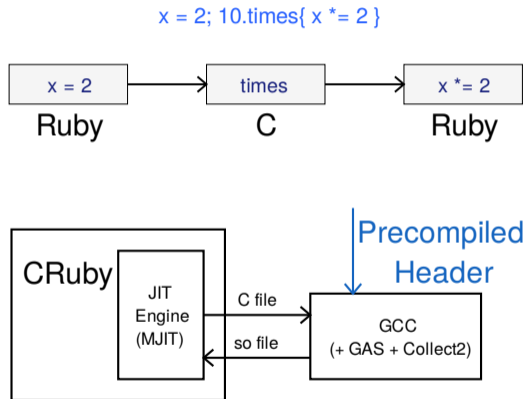 x = 2; 10.times{ x *= 2 }
x = 2
times
x *= 2
Ruby
C
Ruby
Precompiled
Header
CRuby
JIT
Engine
(MJIT)
C file
so file
GCC
(+ GAS + Collect2)